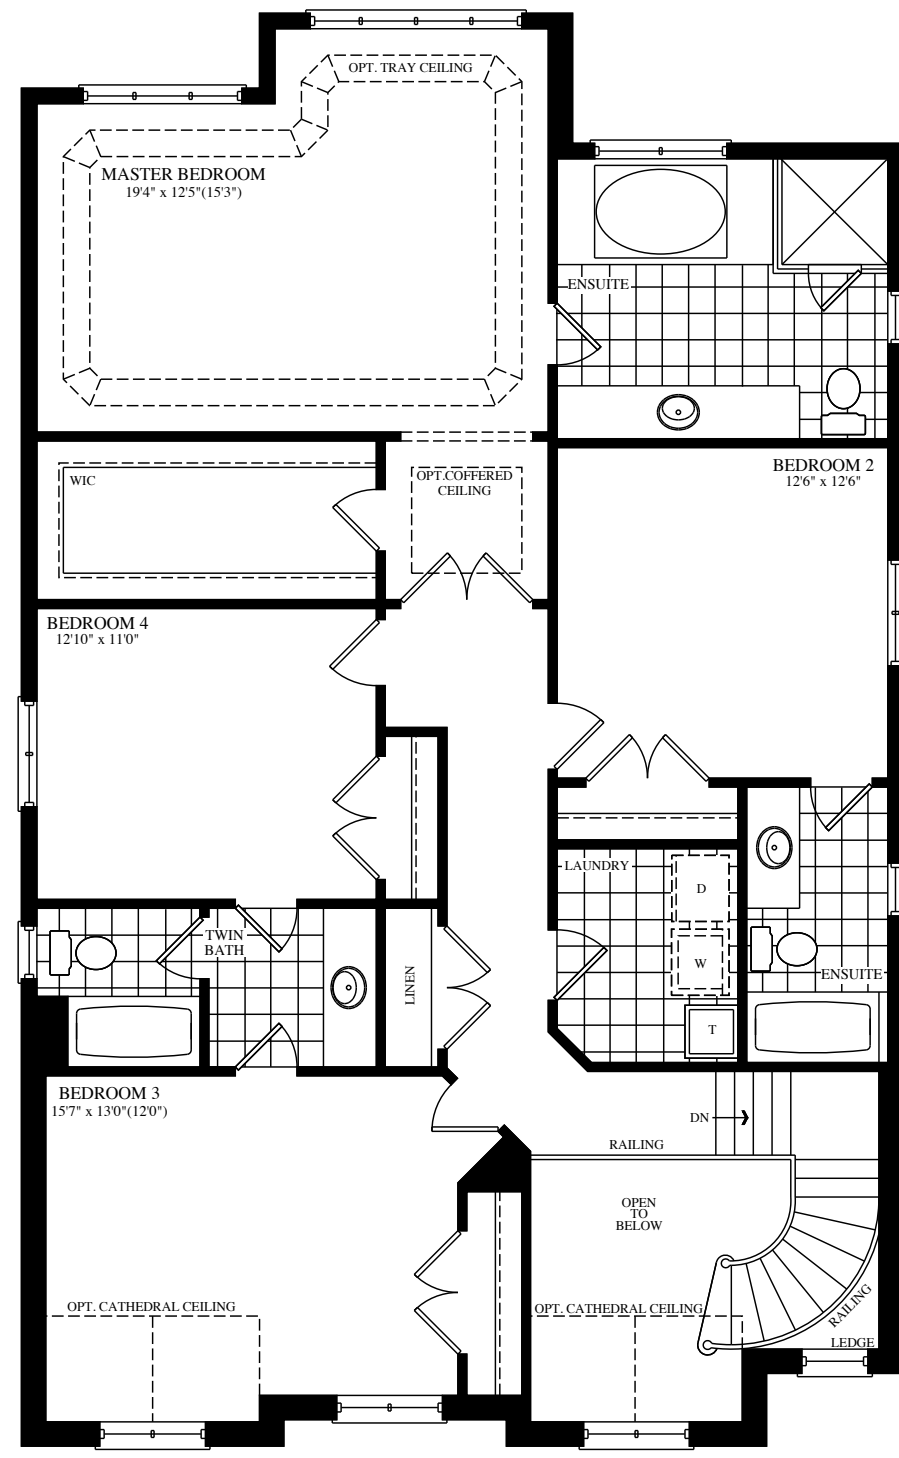 OPT. TRAY CEILING
MASTER BEDROOM
19'4" x 12'5"(15'3")
ENSUITE
WIC
OPT.COFFERED
CEILING
BEDROOM 2
12'6" x 12'6"
BEDROOM 4
12'10" x 11'0"
LAUNDRY
D
W
T
TWIN
BATH
LINEN
ENSUITE
BEDROOM 3
15'7" x 13'0"(12'0")
DN
RAILING
OPEN
TO
BELOW
OPT. CATHEDRAL CEILING
OPT. CATHEDRAL CEILING
RAILING
LEDGE